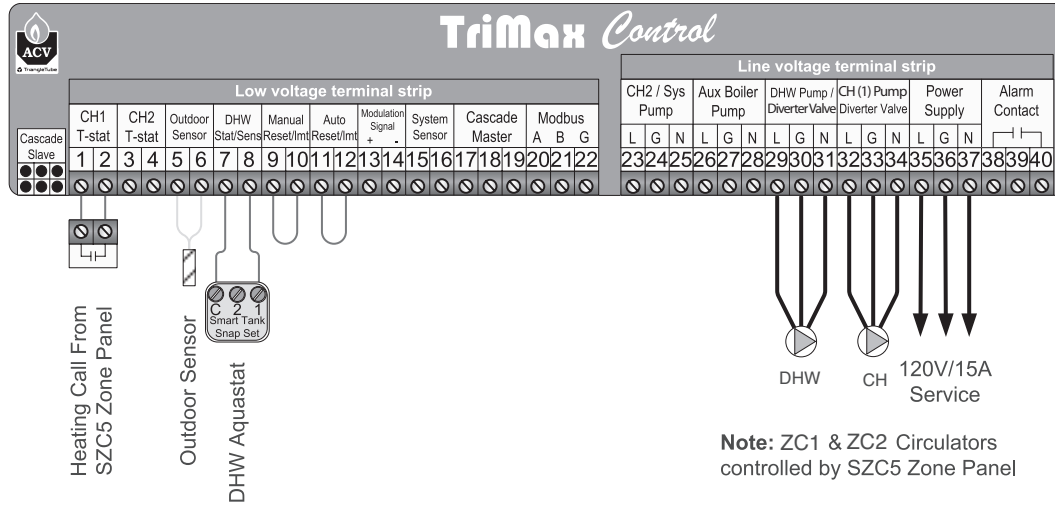 TriMax Control
ACV
TriangleTube
Low voltage terminal strip
Line voltage terminal strip
Cascade
Slave
CH1
T-stat
CH2
T-stat
Outdoor
Sensor
DHW
Stat/Sens
Manual
Reset/lmt
Auto
Reset/lmt
Modulation
Signal
+ -
System
Sensor
Cascade
Master
Modbus
A B G
CH2 / Sys
Pump
L G N
Aux Boiler
Pump
L G N
DHW Pump /
Diverter Valve
L G N
CH (1) Pump
Diverter Valve
L G N
Power
Supply
L G N
Alarm
Contact
1 2 3 4 5 6 7 8 9 10 11 12 13 14 15 16 17 18 19 20 21 22
23 24 25 26 27 28 29 30 31 32 33 34 35 36 37 38 39 40
Heating Call From
SZC5 Zone Panel
Outdoor Sensor
C 2 1
Smart Tank
Snap Set
DHW Aquastat
DHW
CH
120V/15A
Service
Note: ZC1 & ZC2 Circulators
controlled by SZC5 Zone Panel